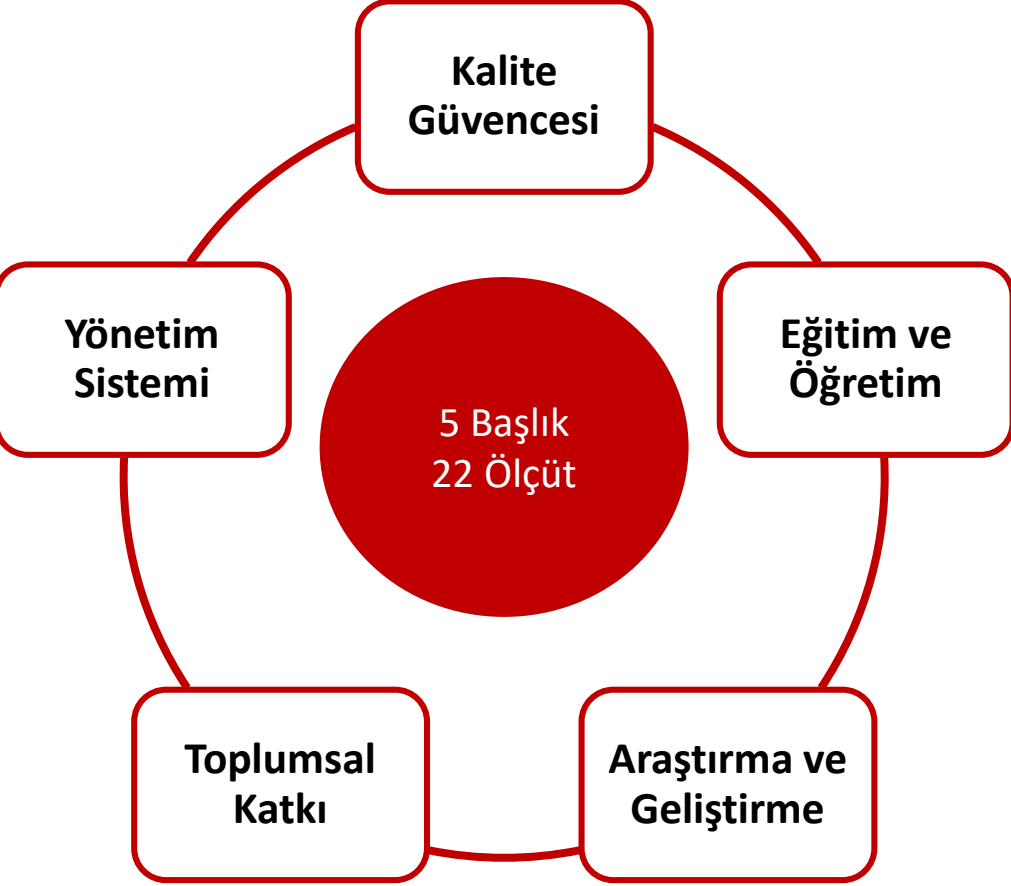 Kalite
Güvencesi
Eğitim ve
Öğretim
Araştırma ve
Geliştirme
Toplumsal
Katkı
Yönetim
Sistemi
5 Başlık
22 Ölçüt